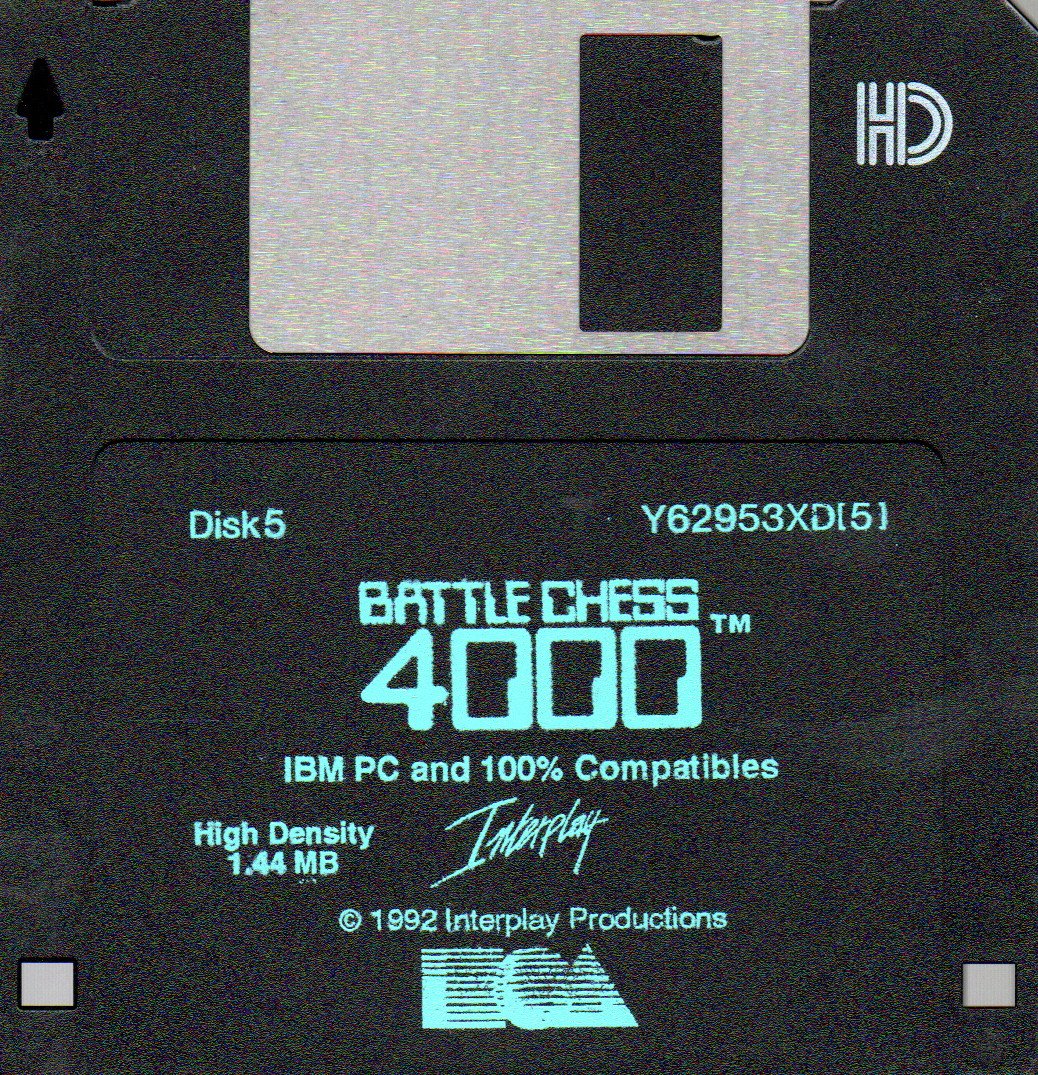 HD
Disk5 Y62953XD[5]
BATTLE CHESS
4000 TM
IBM PC and 100% Compatibles
High Density
1.44 MB
Interplay
© 1992 Interplay Productions